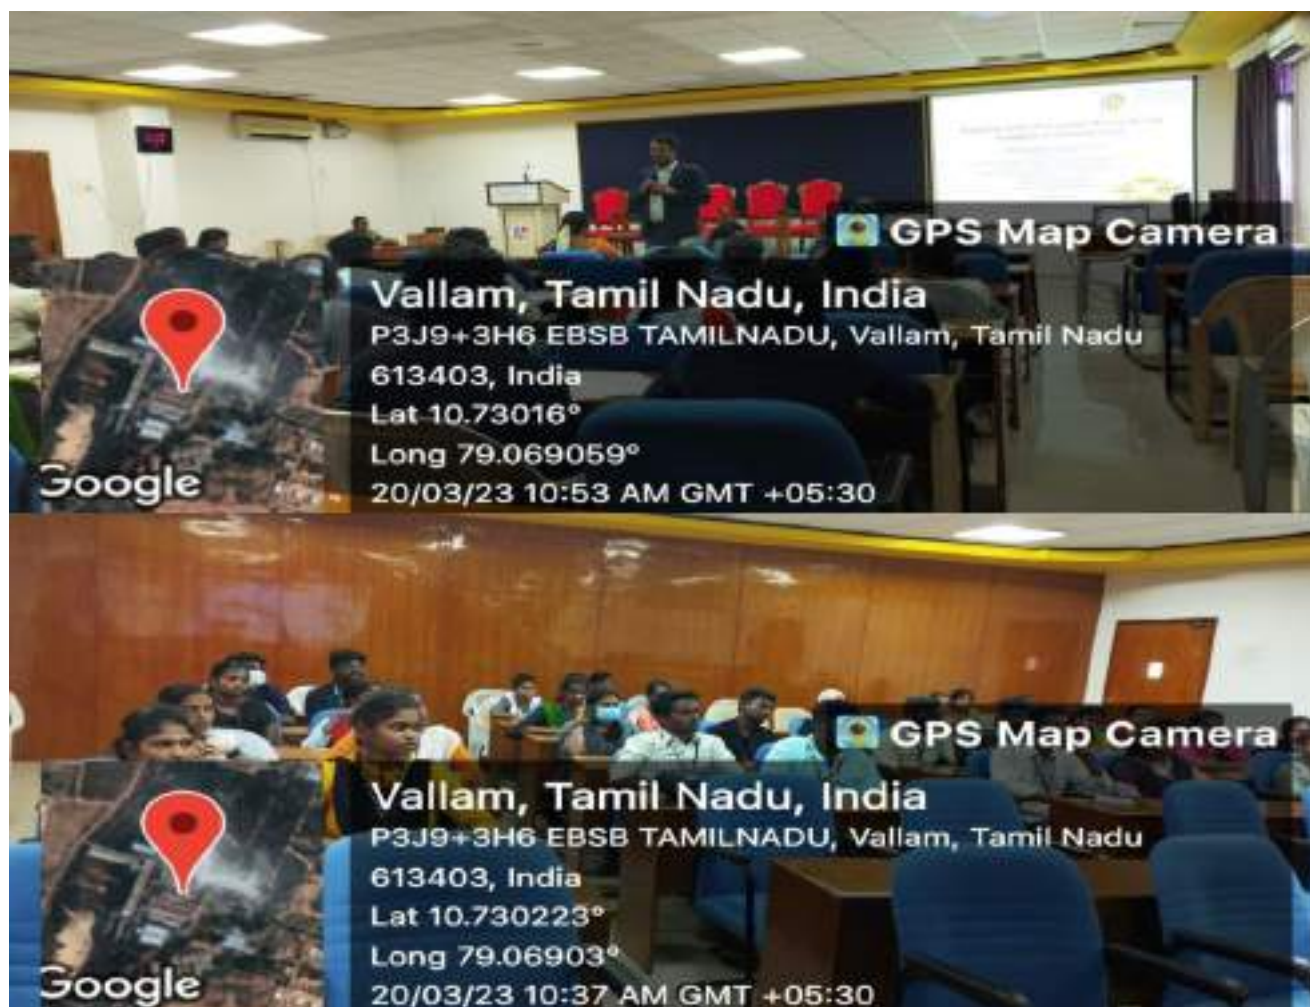 GPS Map Camera
Vallam, Tamil Nadu, India
P3J9+3H6 EBSB TAMILNADU, Vallam, Tamil Nadu
613403, India
Lat 10.73016°
Long 79.069059°
20/03/23 10:53 AM GMT +05:30
Google
GPS Map Camera
Vallam, Tamil Nadu, India
P3J9+3H6 EBSB TAMILNADU, Vallam, Tamil Nadu
613403, India
Lat 10.730223°
Long 79.06903°
20/03/23 10:37 AM GMT +05:30
Google